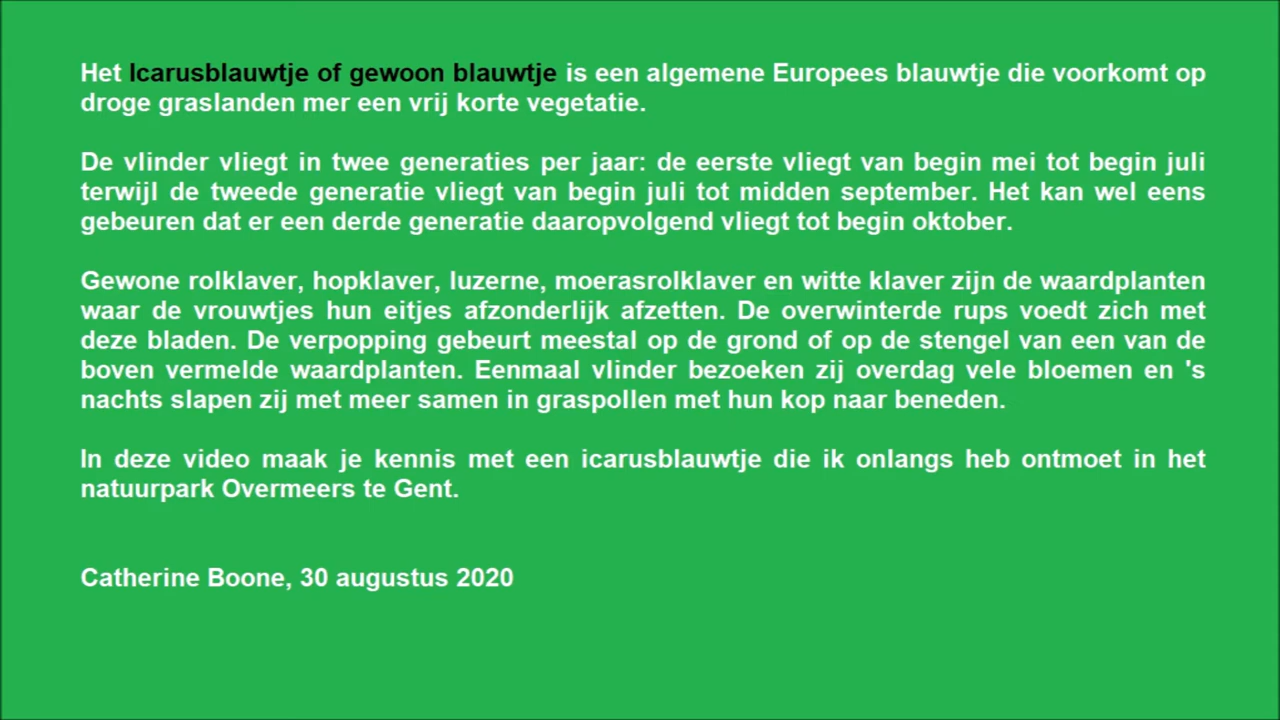 Het Icarusblauwtje of gewoon blauwtje is een algemene Europees blauwtje die voorkomt op
droge graslanden mer een vrij korte vegetatie.
De vlinder vliegt in twee generaties per jaar: de eerste vliegt van begin mei tot begin juli
terwijl de tweede generatie vliegt van begin juli tot midden september. Het kan wel eens
gebeuren dat er een derde generatie daaropvolgend vliegt tot begin oktober.
Gewone rolklaver, hopklaver, luzerne, moerasrolklaver en witte klaver zijn de waardplanten
waar de vrouwtjes hun eitjes afzonderlijk afzetten. De overwinterde rups voedt zich met
deze bladen. De verpopping gebeurt meestal op de grond of op de stengel van een van de
boven vermelde waardplanten. Eenmaal vlinder bezoeken zij overdag vele bloemen en 's
nachts slapen zij met meer samen in graspollen met hun kop naar beneden.
In deze video maak je kennis met een icarusblauwtje die ik onlangs heb ontmoet in het
natuurpark Overmeers te Gent.
Catherine Boone, 30 augustus 2020